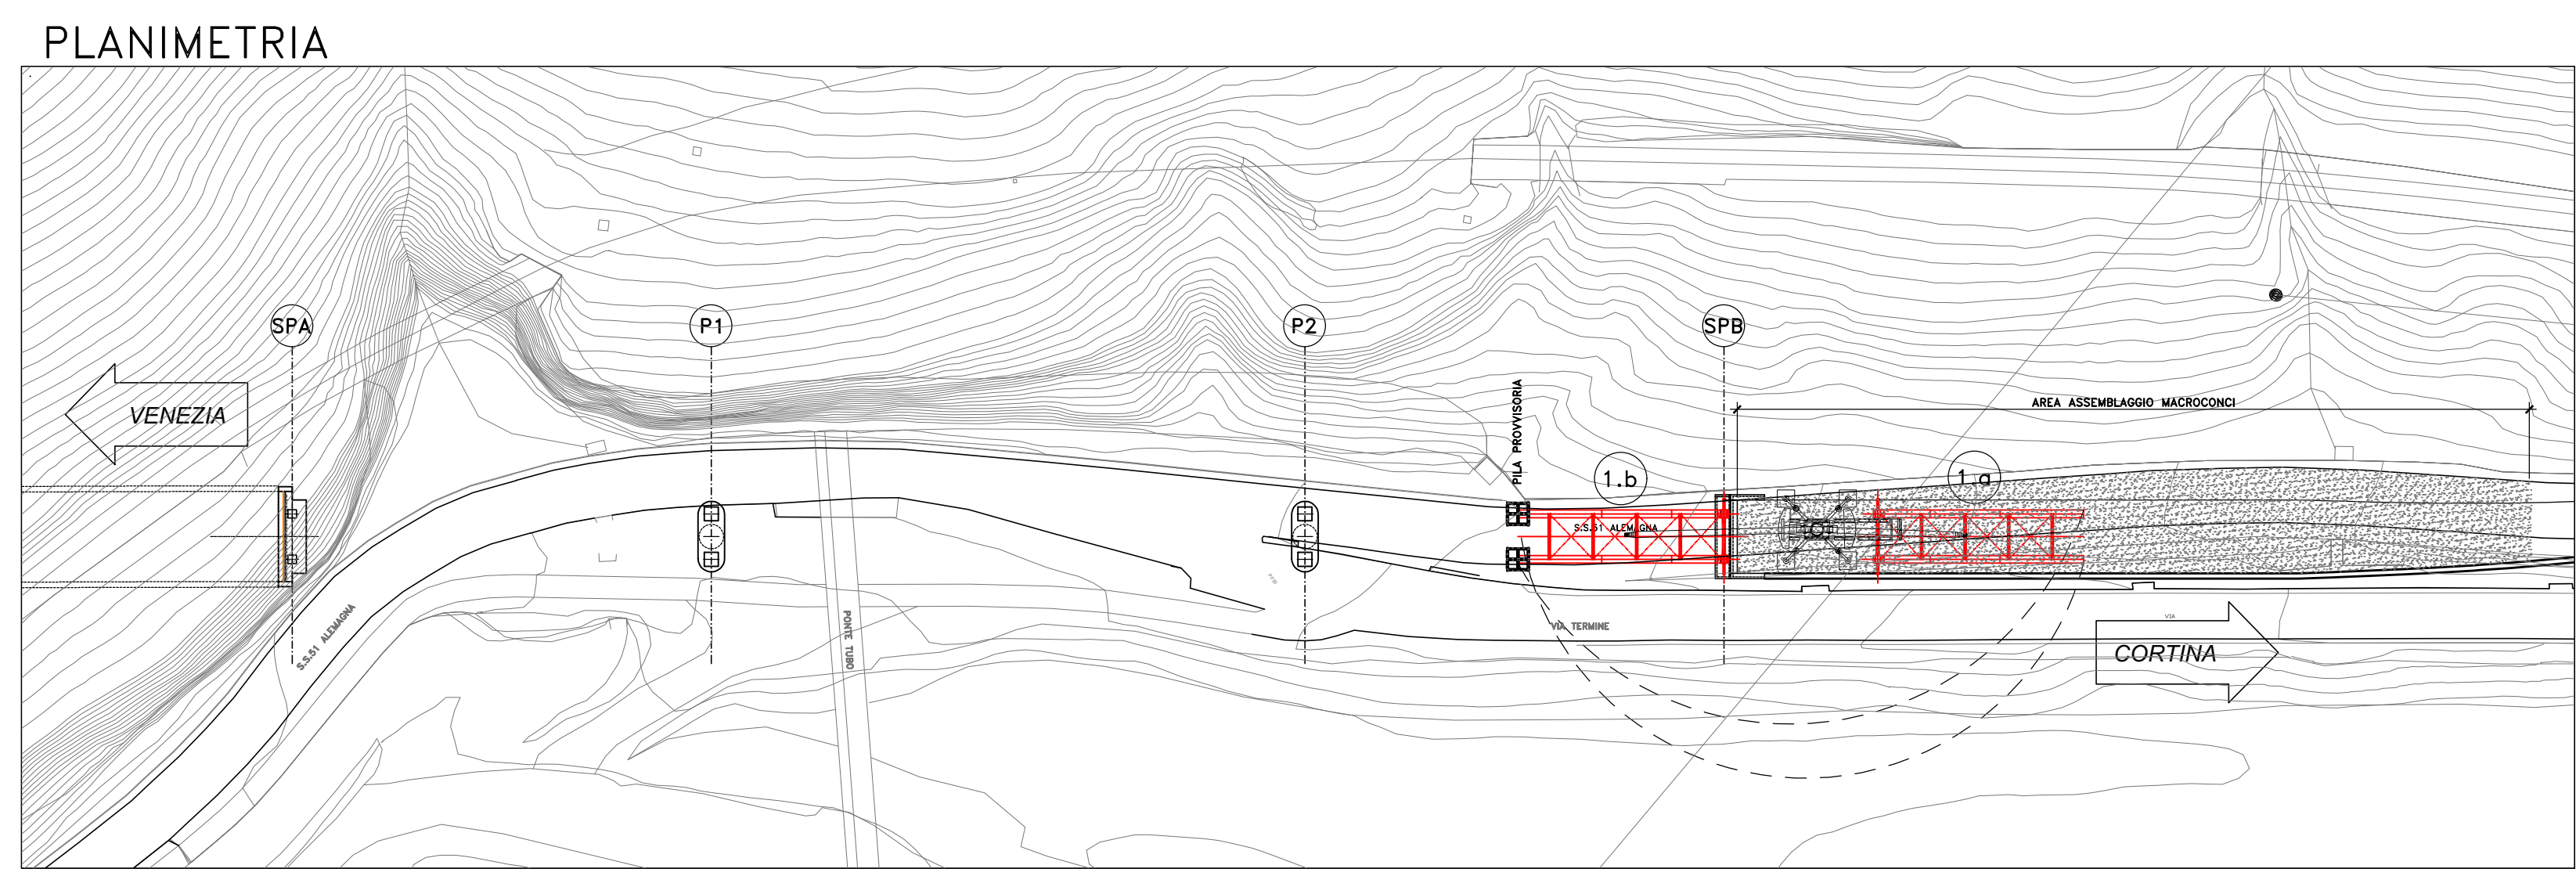 PLANIMETRIA
SPA
P1
P2
SPB
VENEZIA
PILA PROVVISORIA
AREA ASSEMBLAGGIO MACROCONCI
1.b
1.a
S.S.51 ALEMAGNA
S.S.51 ALEMAGNA
PONTE TUBO
VIA TERMINE
VIA
CORTINA